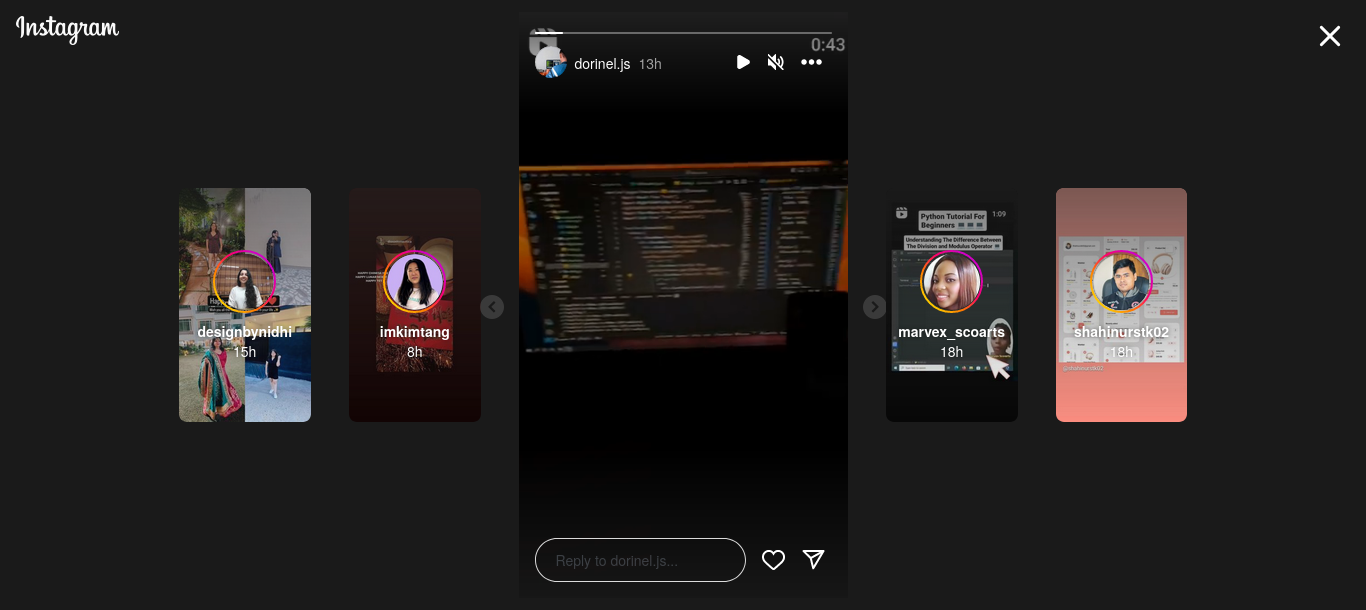 Instagram
0:43
dorinel.js 13h
designbynidhi
15h
imkimtang
8h
1:09
Python Tutorial For
Beginners
Understanding The Difference Between
The Division and Modulus Operator
marvex_scoarts
18h
shahinurstk02
18h
@shahinurstk02
Reply to dorinel.js...